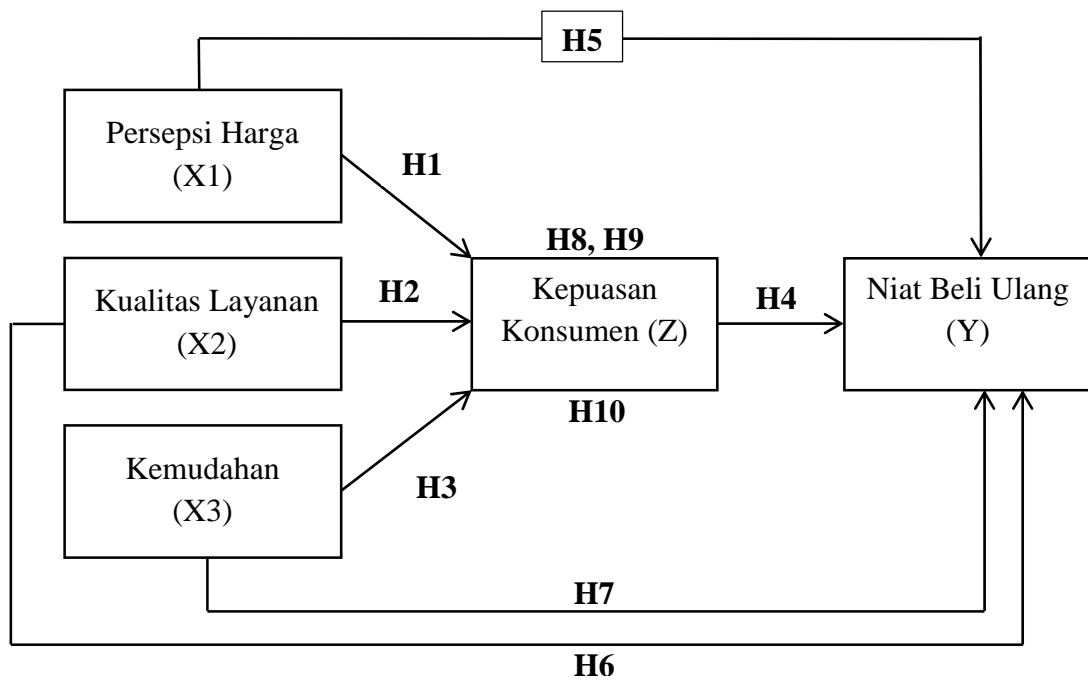 H5
Persepsi Harga
(X1)
H1
H8, H9
Kualitas Layanan
(X2)
H2
Kepuasan
Konsumen (Z)
H4
Niat Beli Ulang
(Y)
H10
Kemudahan
(X3)
H3
H7
H6